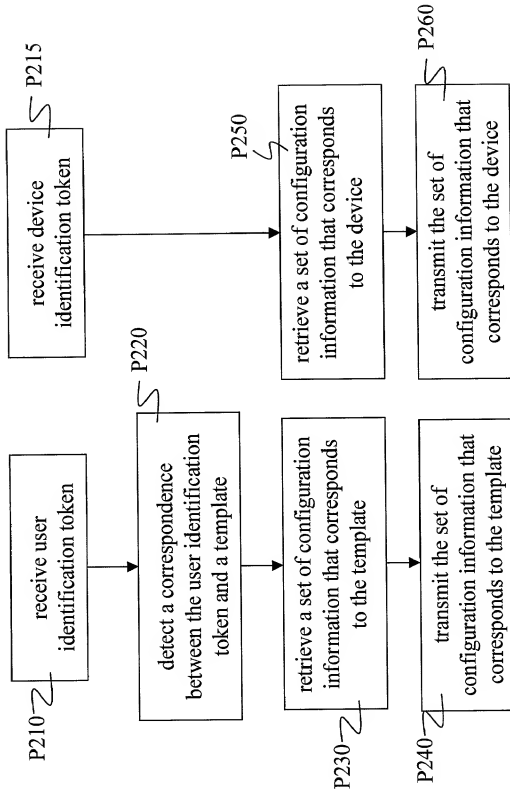 P210
receive user
identification token
P220
detect a correspondence
between the user identification
token and a template
P230
retrieve a set of configuration
information that corresponds
to the template
P240
transmit the set of
configuration information that
corresponds to the template
P215
receive device
identification token
P250
retrieve a set of configuration
information that corresponds
to the device
P260
transmit the set of
configuration information that
corresponds to the device